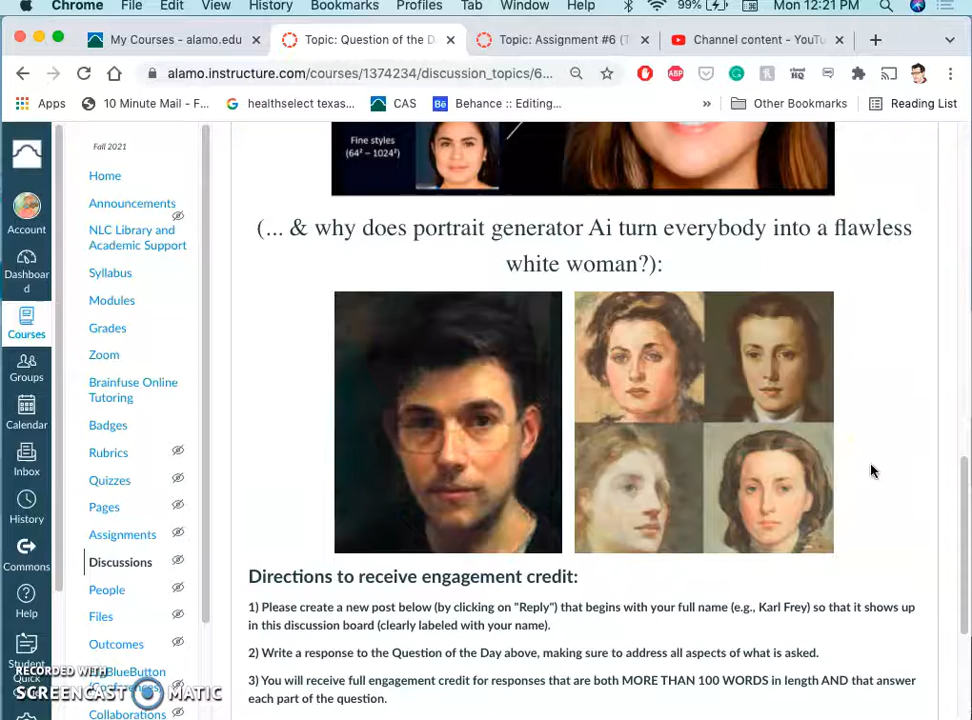 Chrome File Edit View History Bookmarks Profiles Tab Window Help 99% Mon 12:21 PM
My Courses – alamo.edu Topic: Question of the D Topic: Assignment #6 (T Channel content - YouTu
alamo.instructure.com/courses/1374234/discussion_topics/6...
Apps 10 Minute Mail - F... healthselect texas... CAS Behance :: Editing... » Other Bookmarks Reading List
Account
Dashboar
d
Courses
Groups
Calendar
Inbox
History
Commons
Help
Student
Quick
Fall 2021
Home
Announcements
NLC Library and
Academic Support
Syllabus
Modules
Grades
Zoom
Brainfuse Online
Tutoring
Badges
Rubrics
Quizzes
Pages
Assignments
Discussions
People
Files
Outcomes
BlueButton
Collaborations
Fine styles
(64² – 1024²)
(... & why does portrait generator Ai turn everybody into a flawless
white woman?):
Directions to receive engagement credit:
1) Please create a new post below (by clicking on "Reply") that begins with your full name (e.g., Karl Frey) so that it shows up
in this discussion board (clearly labeled with your name).
2) Write a response to the Question of the Day above, making sure to address all aspects of what is asked.
3) You will receive full engagement credit for responses that are both MORE THAN 100 WORDS in length AND that answer
each part of the question.
RECORDED WITH
SCREENCAST MATIC